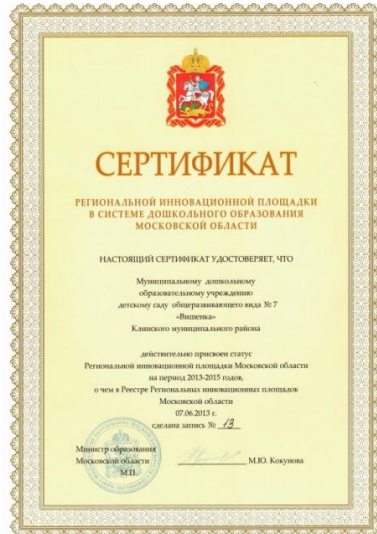 СЕРТИФИКАТ
РЕГИОНАЛЬНОЙ ИННОВАЦИОННОЙ ПЛОЩАДКИ
В СИСТЕМЕ ДОШКОЛЬНОГО ОБРАЗОВАНИЯ
МОСКОВСКОЙ ОБЛАСТИ
НАСТОЯЩИЙ СЕРТИФИКАТ УДОСТОВЕРЯЕТ, ЧТО
Муниципальному дошкольному
образовательному учреждению
детскому саду общеразвивающего вида № 7
«Вишенка»
Клинского муниципального района
действительно присвоен статус
Региональной инновационной площадки Московской области
на период 2013-2015 годов,
о чем в Реестре Региональных инновационных площадок
Московской области
07.06.2013 г.
сделана запись № 13
Министр образования
Московской области М.Ю. Кокунова
М.П.